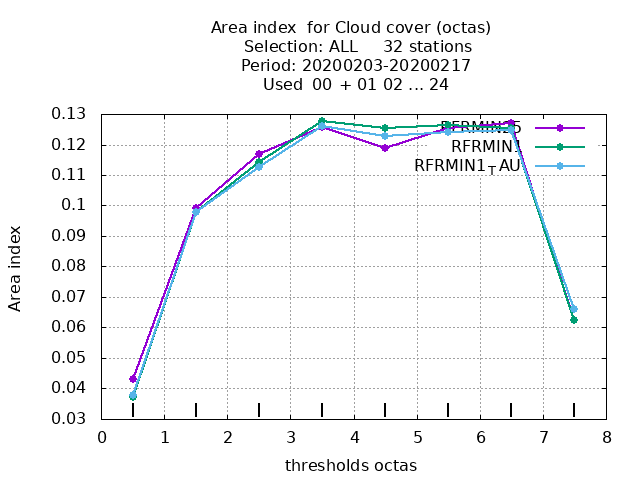 Area index  for Cloud cover (octas)
Selection: ALL     32 stations
Period: 20200203-20200217
Used  00  + 01 02 ... 24
Area index
0.13
0.12
0.11
0.1
0.09
0.08
0.07
0.06
0.05
0.04
0.03
RFRMIN25
RFRMIN1
RFRMIN1TAU
0 1 2 3 4 5 6 7 8
thresholds octas